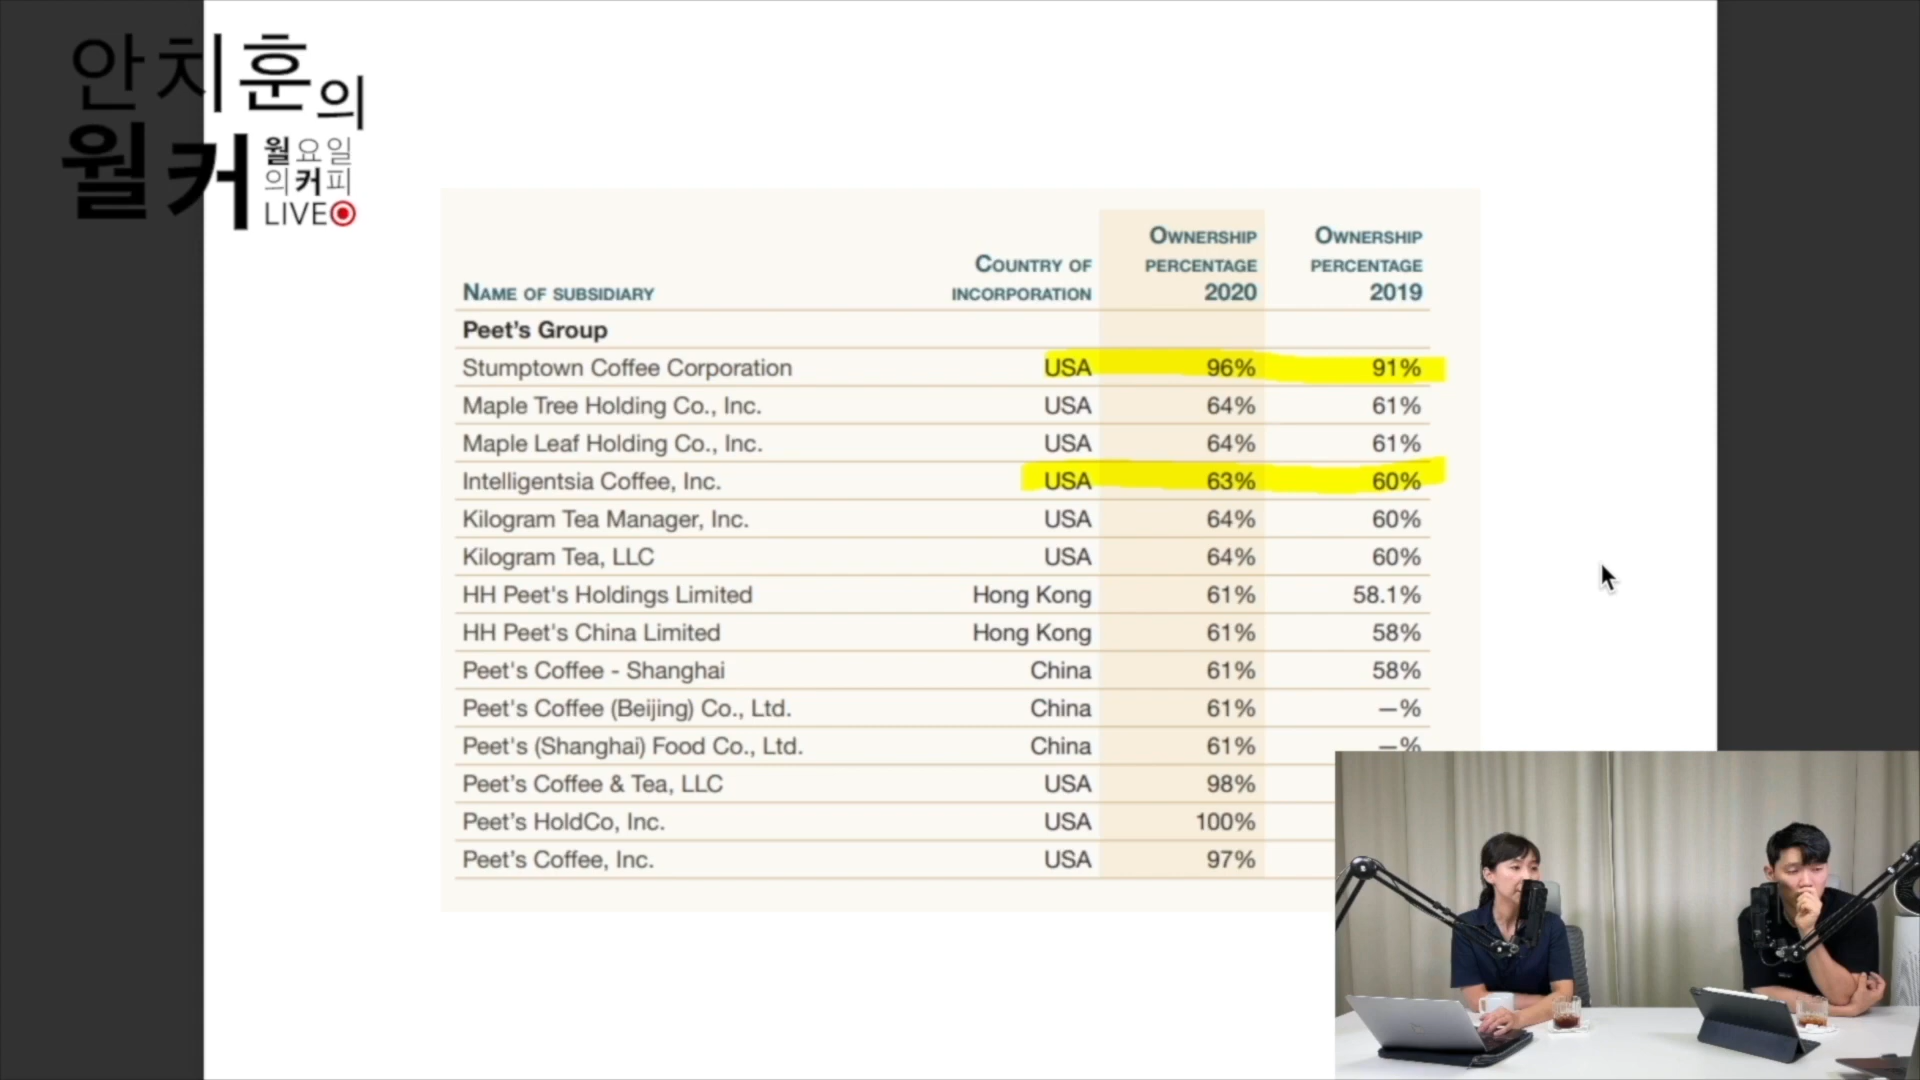 안치훈의
월커
월요일
의커피
LIVE
NAME OF SUBSIDIARY COUNTRY OF INCORPORATION OWNERSHIP PERCENTAGE 2020 OWNERSHIP PERCENTAGE 2019
Peet's Group
Stumptown Coffee Corporation USA 96% 91%
Maple Tree Holding Co., Inc. USA 64% 61%
Maple Leaf Holding Co., Inc. USA 64% 61%
Intelligentsia Coffee, Inc. USA 63% 60%
Kilogram Tea Manager, Inc. USA 64% 60%
Kilogram Tea, LLC USA 64% 60%
HH Peet's Holdings Limited Hong Kong 61% 58.1%
HH Peet's China Limited Hong Kong 61% 58%
Peet's Coffee - Shanghai China 61% 58%
Peet's Coffee (Beijing) Co., Ltd. China 61% —%
Peet's (Shanghai) Food Co., Ltd. China 61% —%
Peet's Coffee & Tea, LLC USA 98%
Peet's HoldCo, Inc. USA 100%
Peet's Coffee, Inc. USA 97%